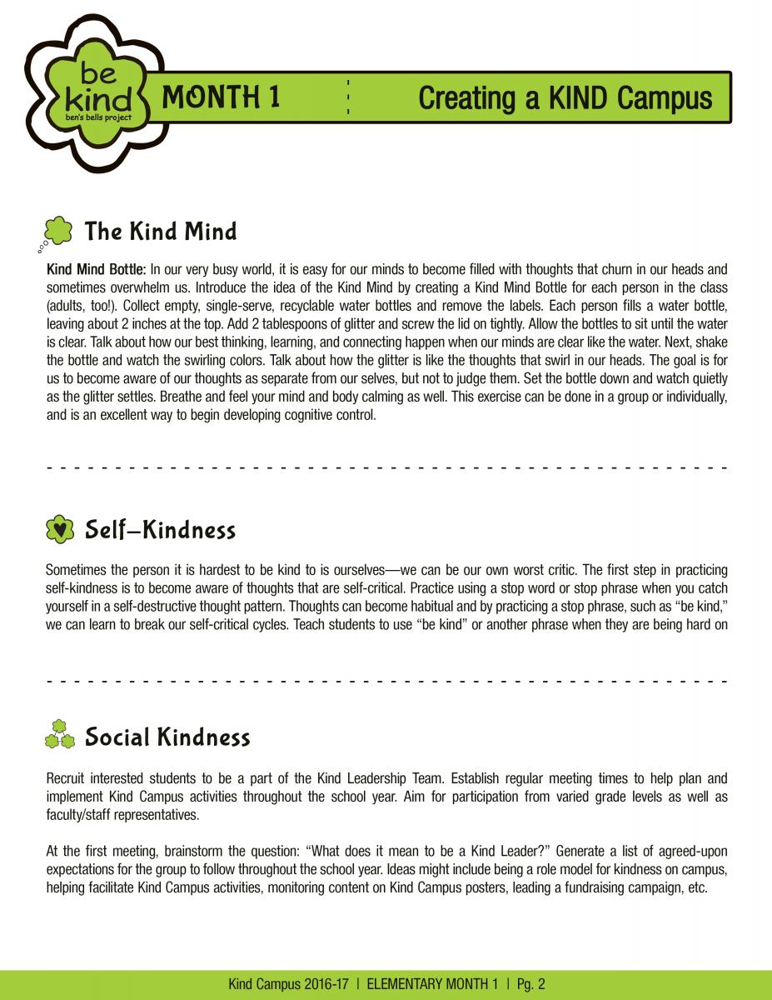 be
kind
ben's bells project
MONTH 1
Creating a KIND Campus
The Kind Mind
Kind Mind Bottle: In our very busy world, it is easy for our minds to become filled with thoughts that churn in our heads and
sometimes overwhelm us. Introduce the idea of the Kind Mind by creating a Kind Mind Bottle for each person in the class
(adults, too!). Collect empty, single-serve, recyclable water bottles and remove the labels. Each person fills a water bottle,
leaving about 2 inches at the top. Add 2 tablespoons of glitter and screw the lid on tightly. Allow the bottles to sit until the water
is clear. Talk about how our best thinking, learning, and connecting happen when our minds are clear like the water. Next, shake
the bottle and watch the swirling colors. Talk about how the glitter is like the thoughts that swirl in our heads. The goal is for
us to become aware of our thoughts as separate from our selves, but not to judge them. Set the bottle down and watch quietly
as the glitter settles. Breathe and feel your mind and body calming as well. This exercise can be done in a group or individually,
and is an excellent way to begin developing cognitive control.
Self–Kindness
Sometimes the person it is hardest to be kind to is ourselves—we can be our own worst critic. The first step in practicing
self-kindness is to become aware of thoughts that are self-critical. Practice using a stop word or stop phrase when you catch
yourself in a self-destructive thought pattern. Thoughts can become habitual and by practicing a stop phrase, such as “be kind,”
we can learn to break our self-critical cycles. Teach students to use “be kind” or another phrase when they are being hard on
Social Kindness
Recruit interested students to be a part of the Kind Leadership Team. Establish regular meeting times to help plan and
implement Kind Campus activities throughout the school year. Aim for participation from varied grade levels as well as
faculty/staff representatives.
At the first meeting, brainstorm the question: “What does it mean to be a Kind Leader?” Generate a list of agreed-upon
expectations for the group to follow throughout the school year. Ideas might include being a role model for kindness on campus,
helping facilitate Kind Campus activities, monitoring content on Kind Campus posters, leading a fundraising campaign, etc.
Kind Campus 2016-17 | ELEMENTARY MONTH 1 | Pg. 2